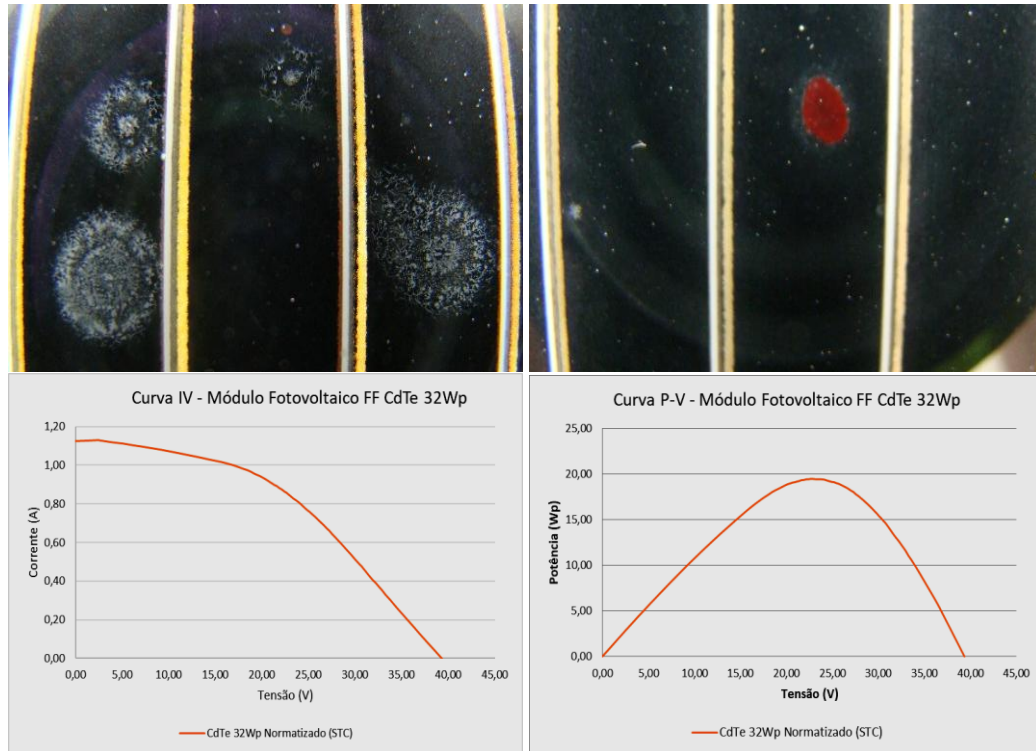 Curva IV - Módulo Fotovoltaico FF CdTe 32Wp
1,20
1,00
0,80
0,60
0,40
0,20
0,00
Corrente (A)
0,00 5,00 10,00 15,00 20,00 25,00 30,00 35,00 40,00 45,00
Tensão (V)
CdTe 32Wp Normatizado (STC)
Curva P-V - Módulo Fotovoltaico FF CdTe 32Wp
25,00
20,00
15,00
10,00
5,00
0,00
Potência (Wp)
0,00 5,00 10,00 15,00 20,00 25,00 30,00 35,00 40,00 45,00
Tensão (V)
CdTe 32Wp Normatizado (STC)